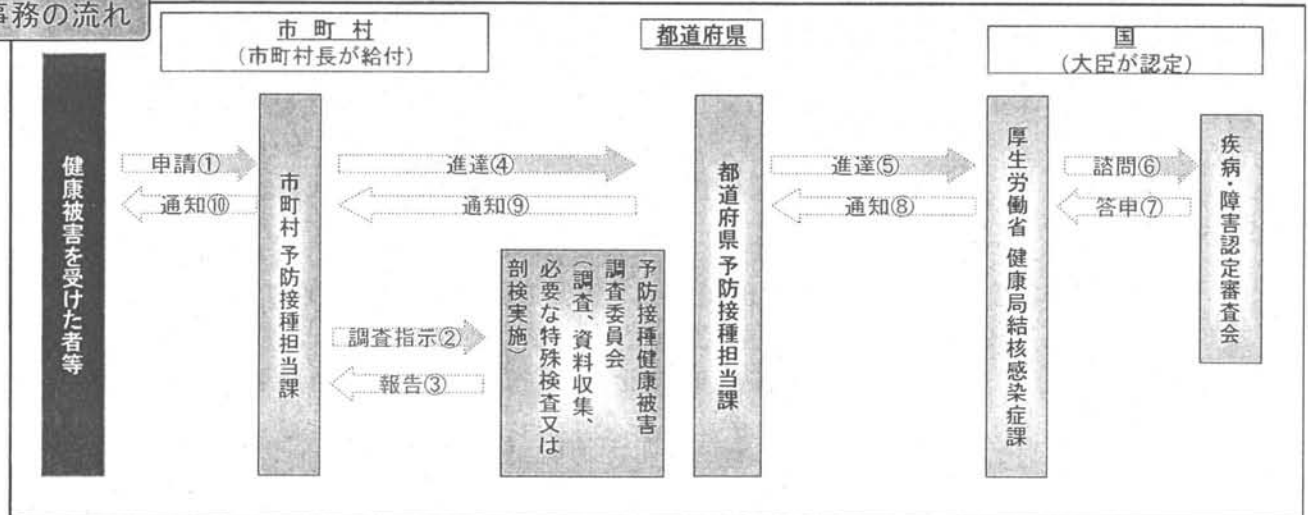 事務の流れ
市町村
(市町村長が給付)
都道府県
国
(大臣が認定)
健康被害を受けた者等
申請①
通知⑩
市町村 予防接種担当課
進達④
通知⑨
調査指示②
報告③
予防接種健康被害
調査委員会
(調査、資料収集、
必要な特殊検査又は
剖検実施)
都道府県 予防接種担当課
進達⑤
通知⑧
厚生労働省 健康局結核感染症課
諮問⑥
答申⑦
疾病・障害認定審査会